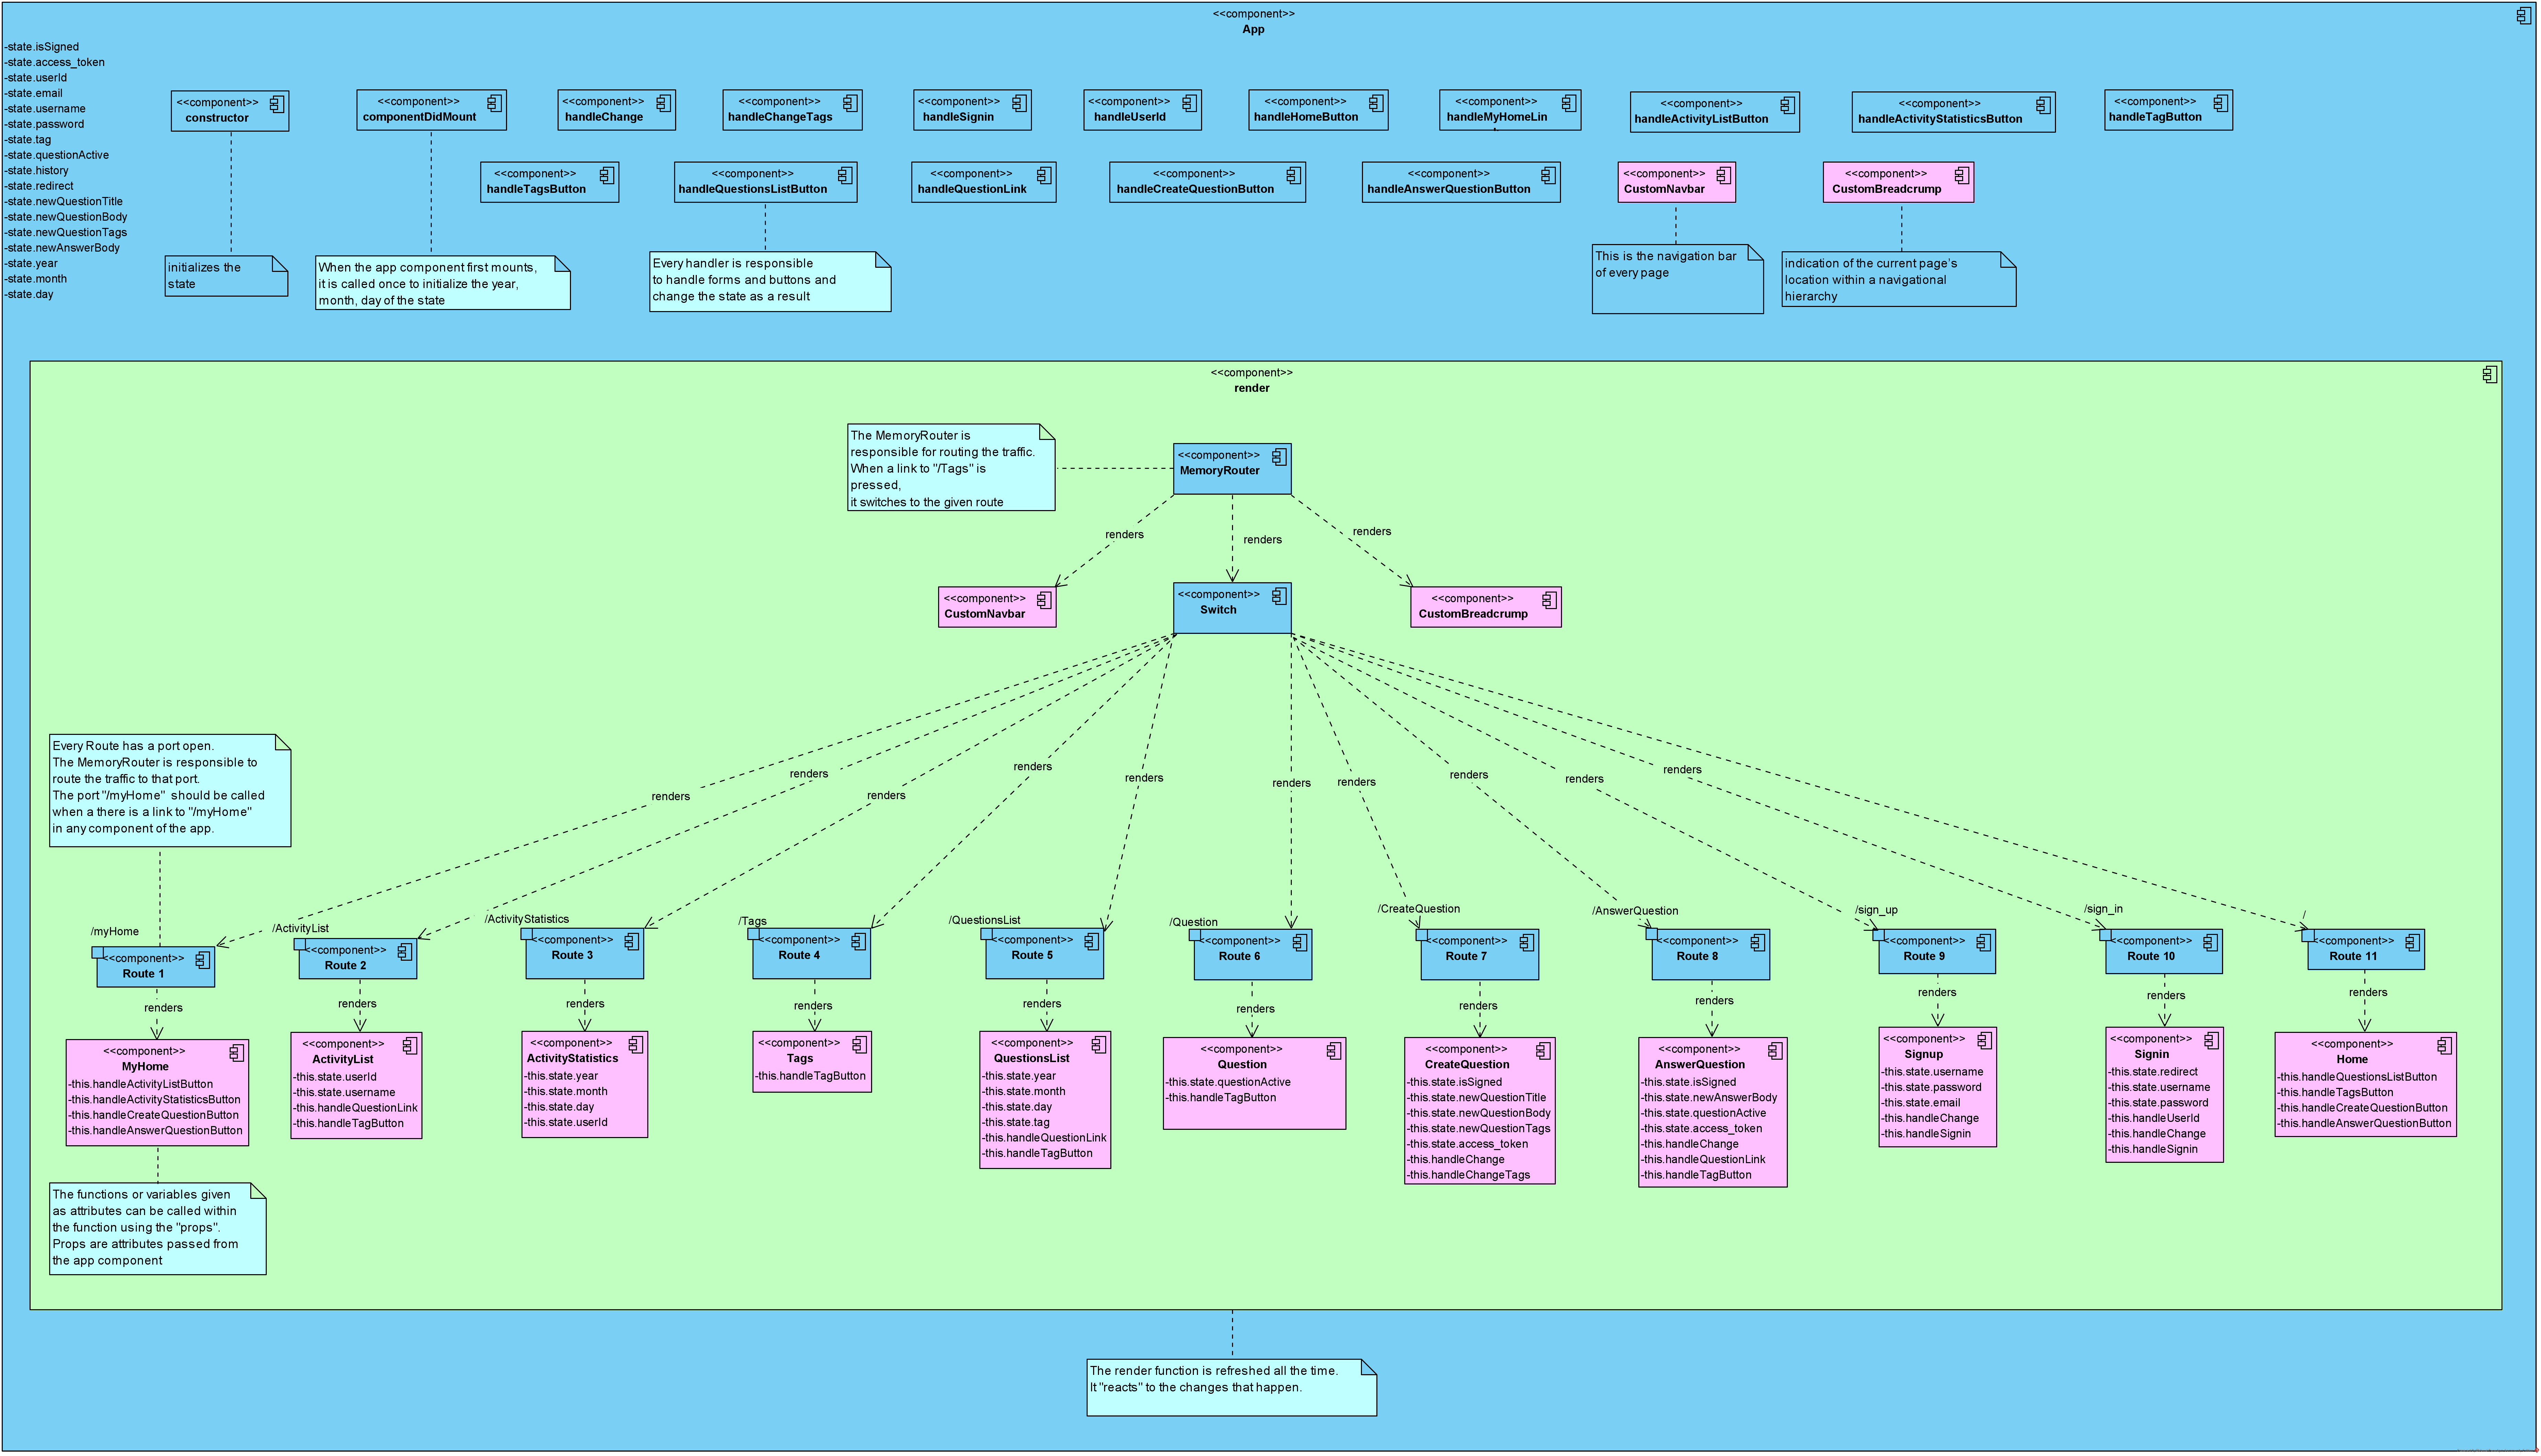 <<component>>
App
-state.isSigned
-state.access_token
-state.userId
-state.email
-state.username
-state.password
-state.tag
-state.questionActive
-state.history
-state.redirect
-state.newQuestionTitle
-state.newQuestionBody
-state.newQuestionTags
-state.newAnswerBody
-state.year
-state.month
-state.day
<<component>>
constructor
<<component>>
componentDidMount
<<component>>
handleChange
<<component>>
handleChangeTags
<<component>>
handleSignin
<<component>>
handleUserId
<<component>>
handleHomeButton
<<component>>
handleMyHomeLin
<<component>>
handleActivityListButton
<<component>>
handleActivityStatisticsButton
<<component>>
handleTagButton
<<component>>
handleTagsButton
<<component>>
handleQuestionsListButton
<<component>>
handleQuestionLink
<<component>>
handleCreateQuestionButton
<<component>>
handleAnswerQuestionButton
<<component>>
CustomNavbar
<<component>>
CustomBreadcrump
initializes the
state
When the app component first mounts,
it is called once to initialize the year,
month, day of the state
Every handler is responsible
to handle forms and buttons and
change the state as a result
This is the navigation bar
of every page
indication of the current page's
location within a navigational
hierarchy
<<component>>
render
The MemoryRouter is
responsible for routing the traffic.
When a link to "/Tags" is
pressed,
it switches to the given route
<<component>>
MemoryRouter
renders
renders
renders
<<component>>
CustomNavbar
<<component>>
Switch
<<component>>
CustomBreadcrump
Every Route has a port open.
The MemoryRouter is responsible to
route the traffic to that port.
The port "/myHome"  should be called
when a there is a link to "/myHome"
in any component of the app.
renders
renders
renders
renders
renders
renders
renders
renders
renders
renders
/myHome
/ActivityList
/ActivityStatistics
/Tags
/QuestionsList
/Question
/CreateQuestion
/AnswerQuestion
/sign_up
/sign_in
/
<<component>>
Route 1
<<component>>
Route 2
<<component>>
Route 3
<<component>>
Route 4
<<component>>
Route 5
<<component>>
Route 6
<<component>>
Route 7
<<component>>
Route 8
<<component>>
Route 9
<<component>>
Route 10
<<component>>
Route 11
renders
renders
renders
renders
renders
renders
renders
renders
renders
renders
renders
<<component>>
MyHome
-this.handleActivityListButton
-this.handleActivityStatisticsButton
-this.handleCreateQuestionButton
-this.handleAnswerQuestionButton
<<component>>
ActivityList
-this.state.userId
-this.state.username
-this.handleQuestionLink
-this.handleTagButton
<<component>>
ActivityStatistics
-this.state.year
-this.state.month
-this.state.day
-this.state.userId
<<component>>
Tags
-this.handleTagButton
<<component>>
QuestionsList
-this.state.year
-this.state.month
-this.state.day
-this.state.tag
-this.handleQuestionLink
-this.handleTagButton
<<component>>
Question
-this.state.questionActive
-this.handleTagButton
<<component>>
CreateQuestion
-this.state.isSigned
-this.state.newQuestionTitle
-this.state.newQuestionBody
-this.state.newQuestionTags
-this.state.access_token
-this.handleChange
-this.handleChangeTags
<<component>>
AnswerQuestion
-this.state.isSigned
-this.state.newAnswerBody
-this.state.questionActive
-this.state.access_token
-this.handleChange
-this.handleQuestionLink
-this.handleTagButton
<<component>>
Signup
-this.state.username
-this.state.password
-this.state.email
-this.handleChange
-this.handleSignin
<<component>>
Signin
-this.state.redirect
-this.state.username
-this.state.password
-this.handleUserId
-this.handleChange
-this.handleSignin
<<component>>
Home
-this.handleQuestionsListButton
-this.handleTagsButton
-this.handleCreateQuestionButton
-this.handleAnswerQuestionButton
The functions or variables given
as attributes can be called within
the function using the "props".
Props are attributes passed from
the app component
The render function is refreshed all the time.
It "reacts" to the changes that happen.